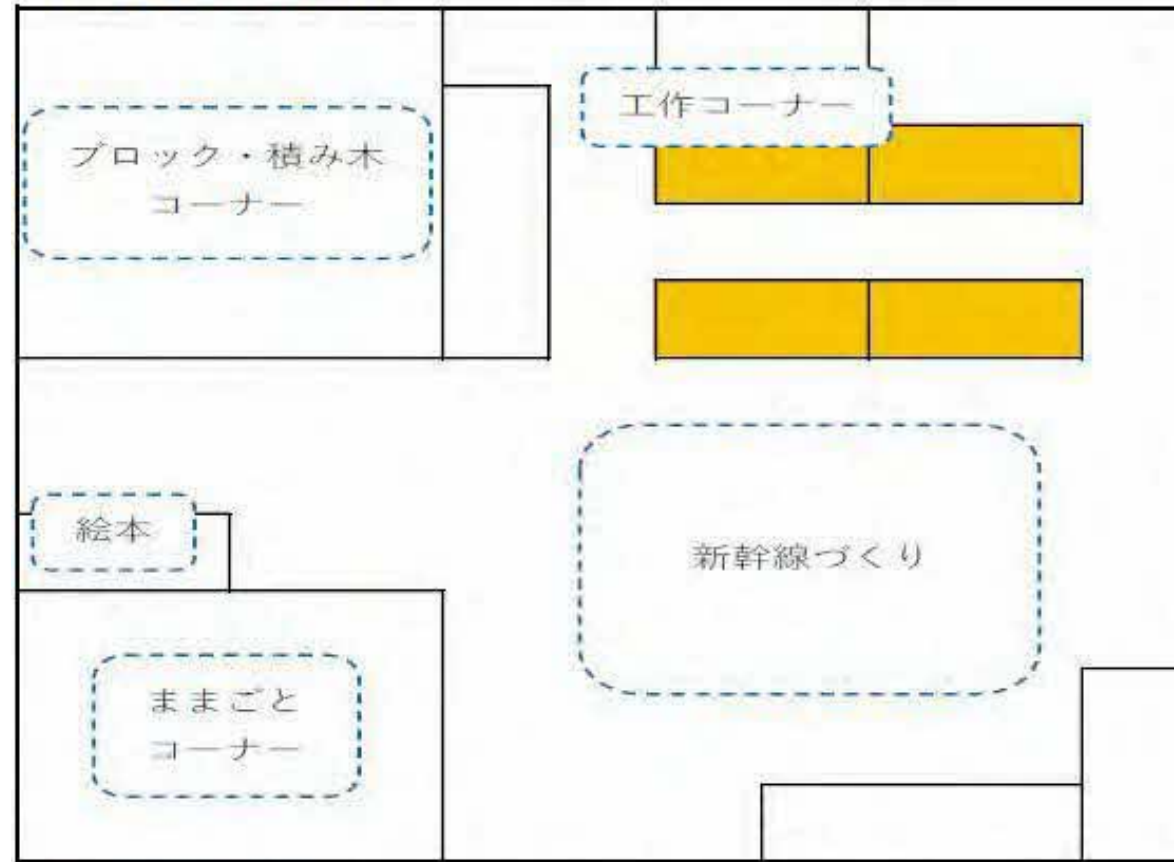 ブロック・積み木
コーナー
工作コーナー
絵本
新幹線づくり
ままごと
コーナー